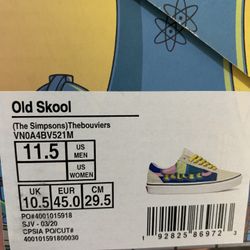 Old Skool
(The Simpsons)Thebouviers
VN0A4BV521M
11.5 US MEN US WOMEN
UK EUR CM
10.5 45.0 29.5
PO#4001015918
SJV - 03/20
CPSIA PO/CUT#
400101591800030
1 92825 86972 3